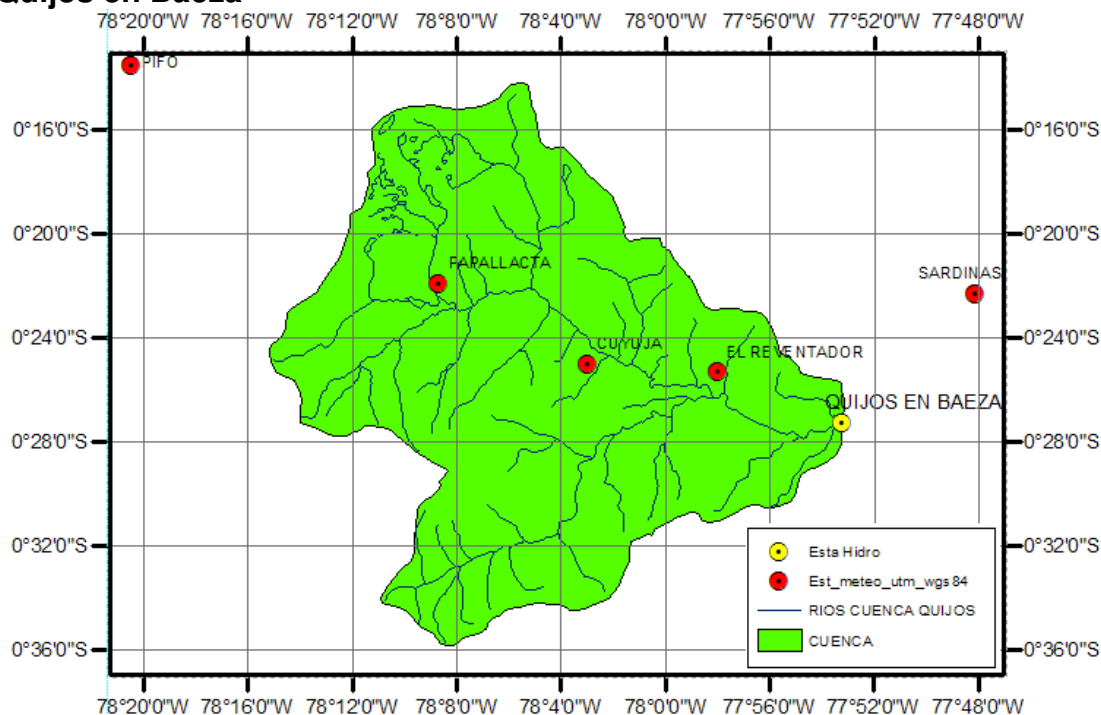 Quijos en Baeza
78°20'0"W 78°16'0"W 78°12'0"W 78°8'0"W 78°4'0"W 78°0'0"W 77°56'0"W 77°52'0"W 77°48'0"W
PIFO
0°16'0"S 0°16'0"S
0°20'0"S 0°20'0"S
PAPALLACTA
SARDINAS
0°24'0"S 0°24'0"S
CUYUJA
EL REVENTADOR
QUIJOS EN BAEZA
0°28'0"S 0°28'0"S
0°32'0"S 0°32'0"S
Esta Hidro
Est_meteo_utm_wgs84
RIOS CUENCA QUIJOS
CUENCA
0°36'0"S 0°36'0"S
78°20'0"W 78°16'0"W 78°12'0"W 78°8'0"W 78°4'0"W 78°0'0"W 77°56'0"W 77°52'0"W 77°48'0"W